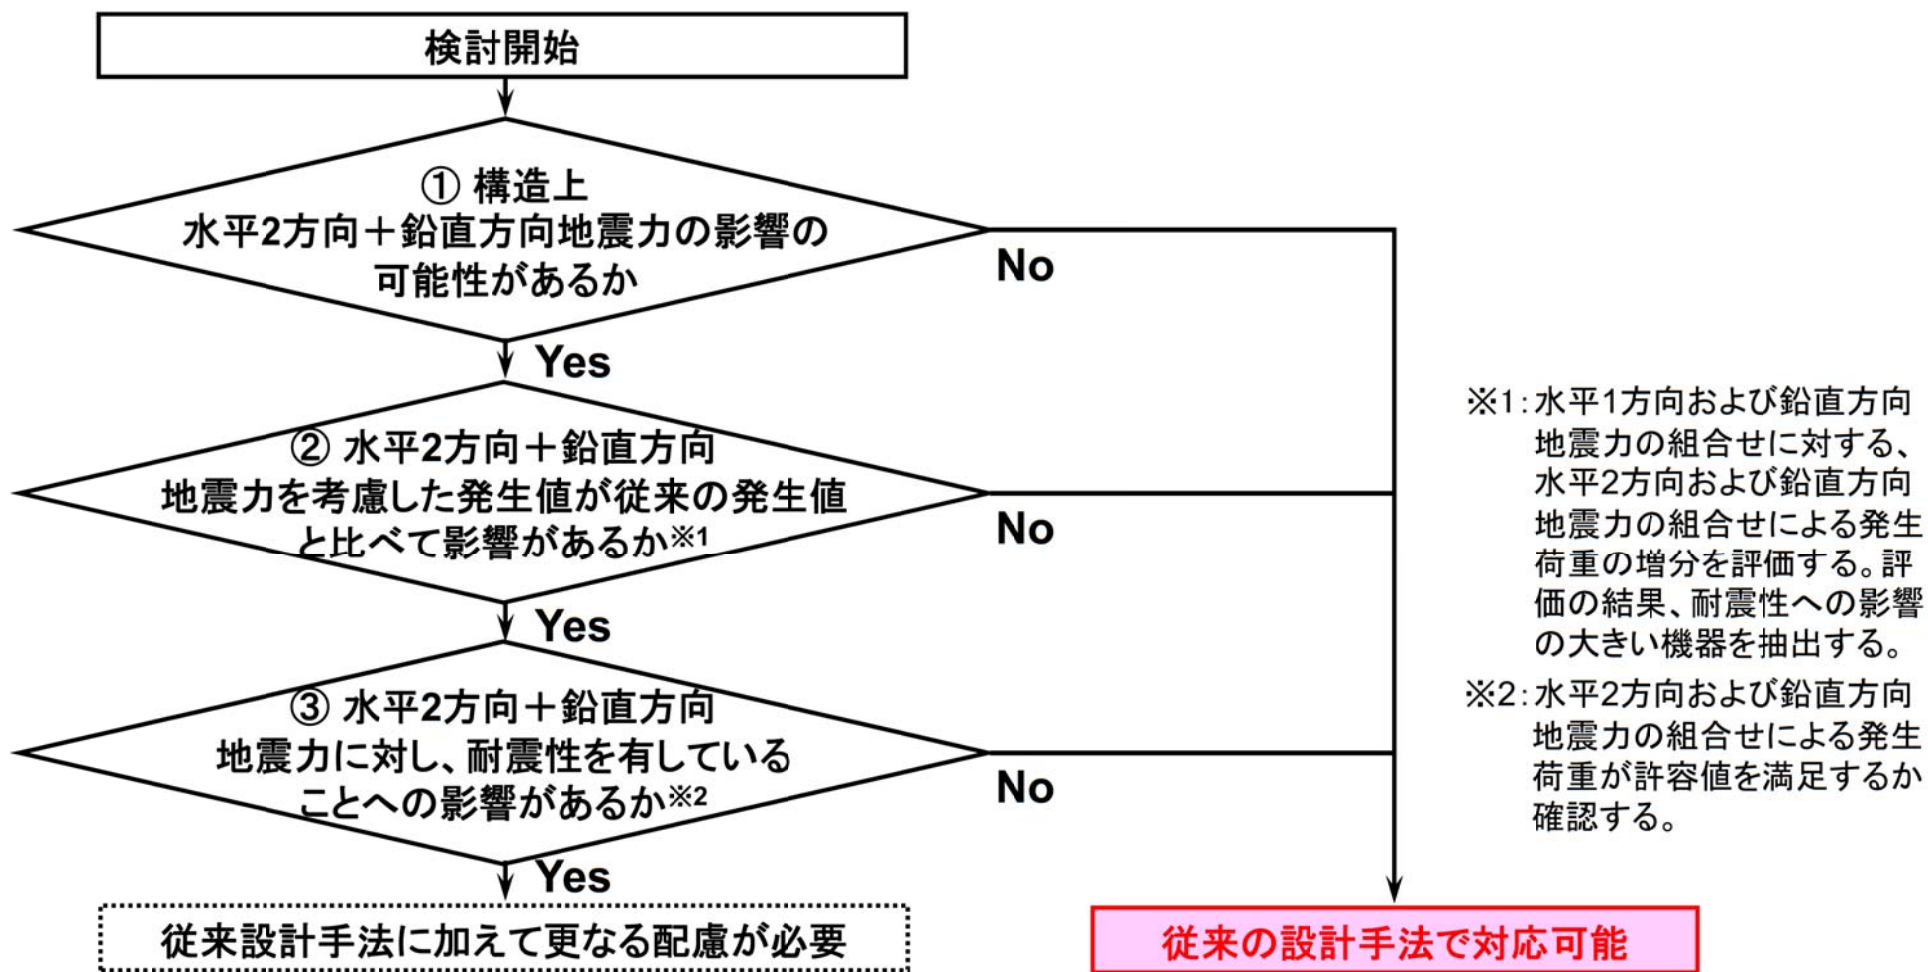 検討開始
① 構造上
水平2方向＋鉛直方向地震力の影響の
可能性があるか
No
Yes
② 水平2方向＋鉛直方向
地震力を考慮した発生値が従来の発生値
と比べて影響があるか※1
No
Yes
③ 水平2方向＋鉛直方向
地震力に対し、耐震性を有している
ことへの影響があるか※2
No
Yes
従来設計手法に加えて更なる配慮が必要
従来の設計手法で対応可能
※1：水平1方向および鉛直方向
地震力の組合せに対する、
水平2方向および鉛直方向
地震力の組合せによる発生
荷重の増分を評価する。評
価の結果、耐震性への影響
の大きい機器を抽出する。
※2：水平2方向および鉛直方向
地震力の組合せによる発生
荷重が許容値を満足するか
確認する。